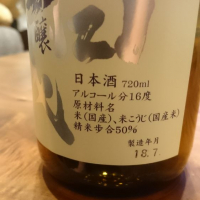 醸
日本酒 720ml
アルコール分16度
原材料名
米(国産)、米こうじ(国産米)
精米歩合50%
製造年月
18.7